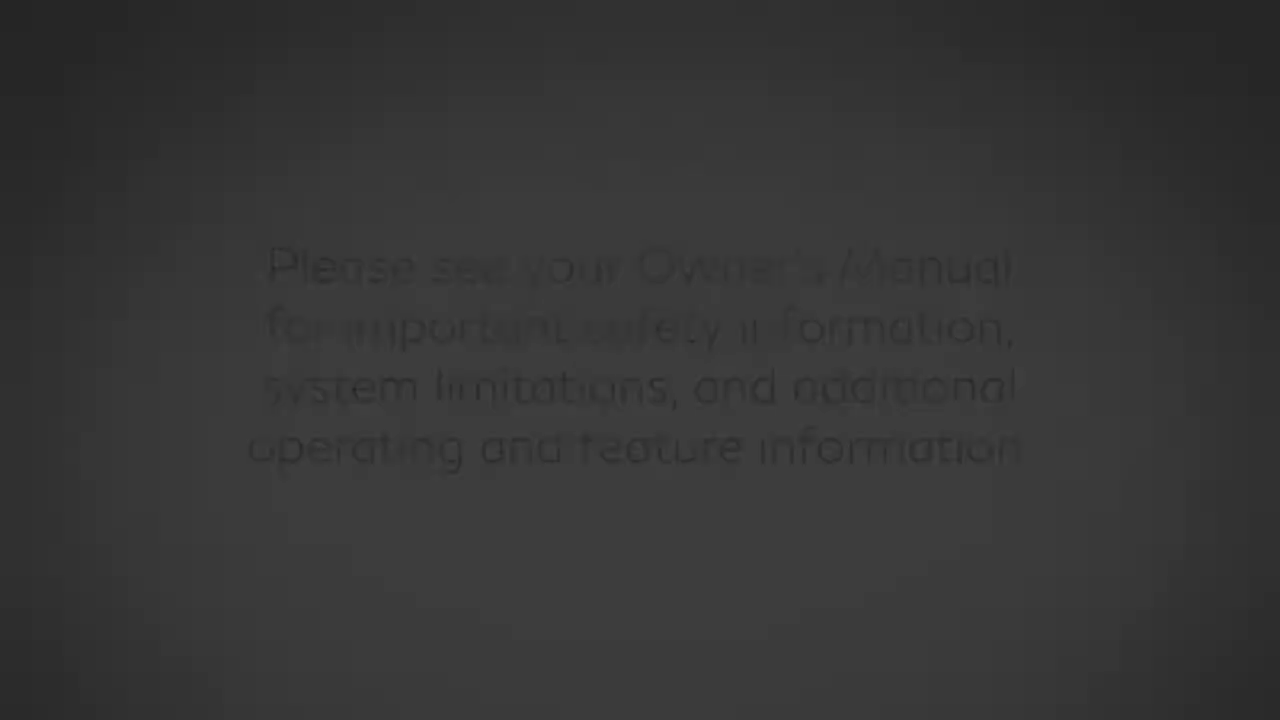 Please see your Owner's Manual
for important safety information,
system limitations, and additional
operating and feature information